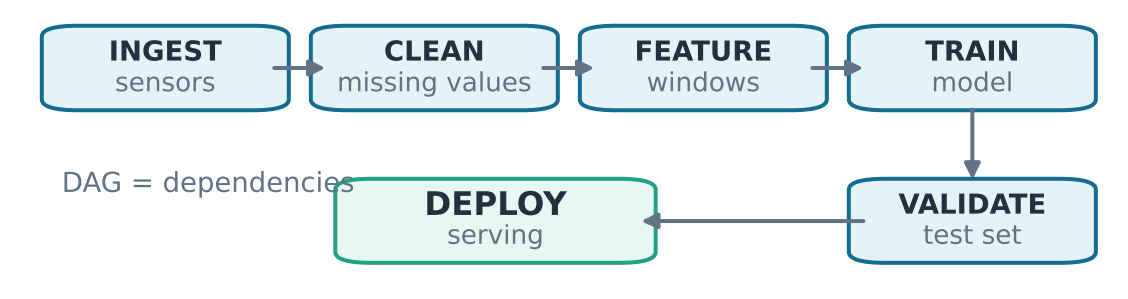 INGEST
sensors
CLEAN
missing values
FEATURE
windows
TRAIN
model
DAG = dependencies
DEPLOY
serving
VALIDATE
test set